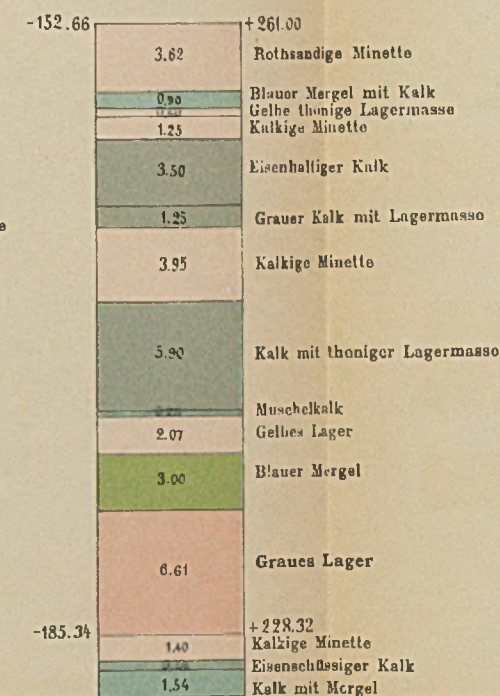 -152.66 +261.00
3.62 Rothsandige Minette
0.90 Blauer Mergel mit Kalk
Gelbe thonige Lagermasse
1.25 Kalkige Minette
3.50 Eisenhaltiger Kalk
1.25 Grauer Kalk mit Lagermasse
3.95 Kalkige Minette
5.90 Kalk mit thoniger Lagermasse
Muschelkalk
2.07 Gelbes Lager
3.00 Blauer Mergel
6.61 Graues Lager
-185.34 +228.32
1.40 Kalkige Minette
Eisenschüssiger Kalk
1.54 Kalk mit Mergel